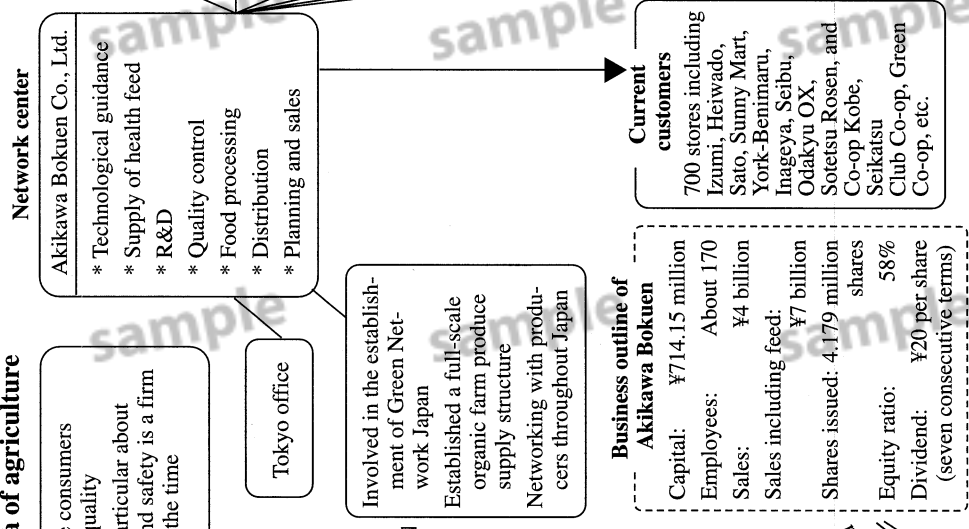 a of agriculture
consumers
quality
articular about
nd safety is a firm
the time
Network center
Akikawa Bokuen Co., Ltd.
* Technological guidance
* Supply of health feed
* R&D
* Quality control
* Food processing
* Distribution
* Planning and sales
Tokyo office
Involved in the establish-
ment of Green Net-
work Japan
Established a full-scale
organic farm produce
supply structure
Networking with produ-
cers throughout Japan
Business outline of
Akikawa Bokuen
Capital: ¥714.15 million
Employees: About 170
Sales: ¥4 billion
Sales including feed:
¥7 billion
Shares issued: 4.179 million
shares
Equity ratio: 58%
Dividend: ¥20 per share
(seven consecutive terms)
Current
customers
700 stores including
Izumi, Heiwado,
Sato, Sunny Mart,
York-Benimaru,
Inageya, Seibu,
Odakyu OX,
Sotetsu Rosen, and
Co-op Kobe,
Seikatsu
Club Co-op, Green
Co-op, etc.
sample
sample
sample
sample
sample
sample